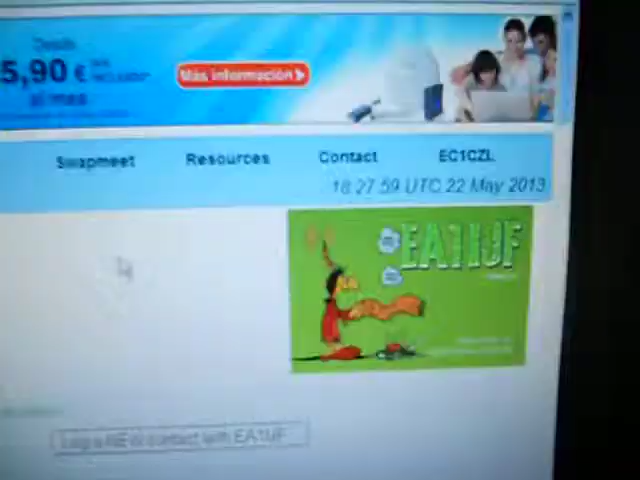 Desde
5,90 €
al mes
Más información
Swapmeet Resources Contact EC1CZL
18:27:59 UTC 22 May 2013
EA1UF
Log a NEW contact with EA1UF